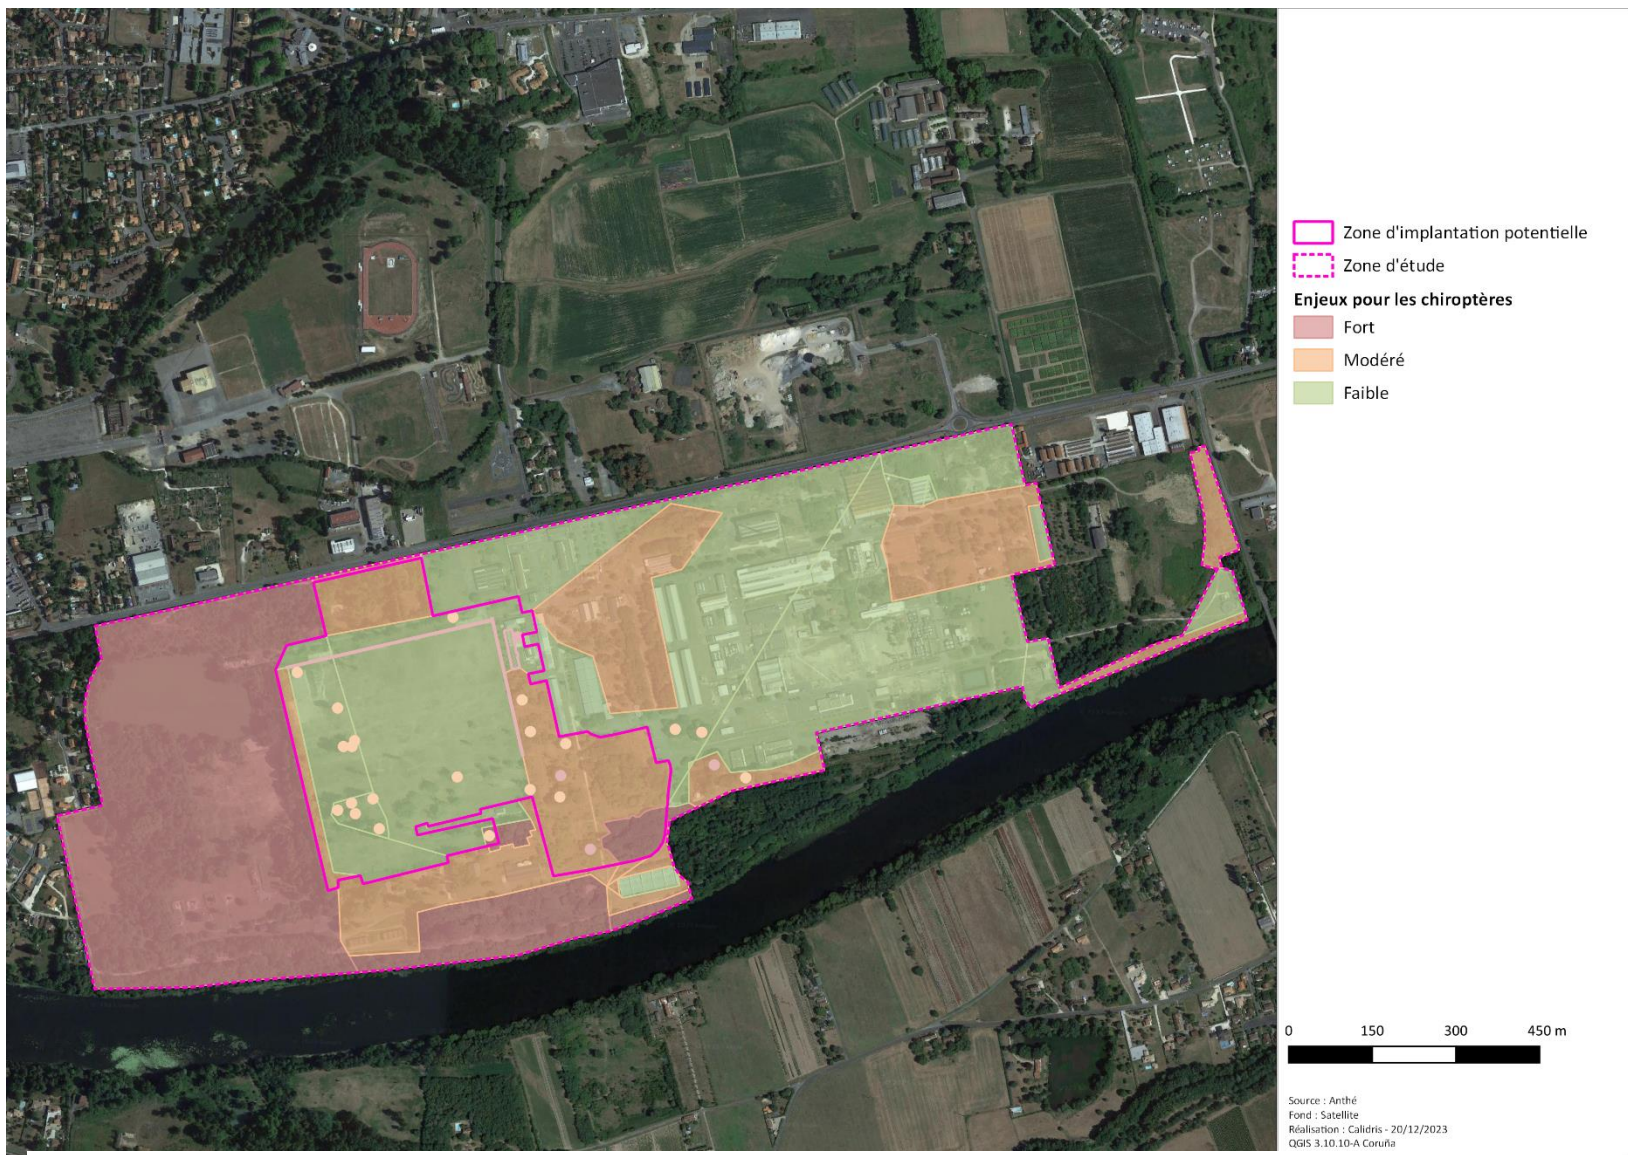 Zone d'implantation potentielle
Zone d'étude
Enjeux pour les chiroptères
Fort
Modéré
Faible
0 150 300 450 m
Source : Anthé
Fond : Satellite
Réalisation : Calidris - 20/12/2023
QGIS 3.10.10-A Coruña